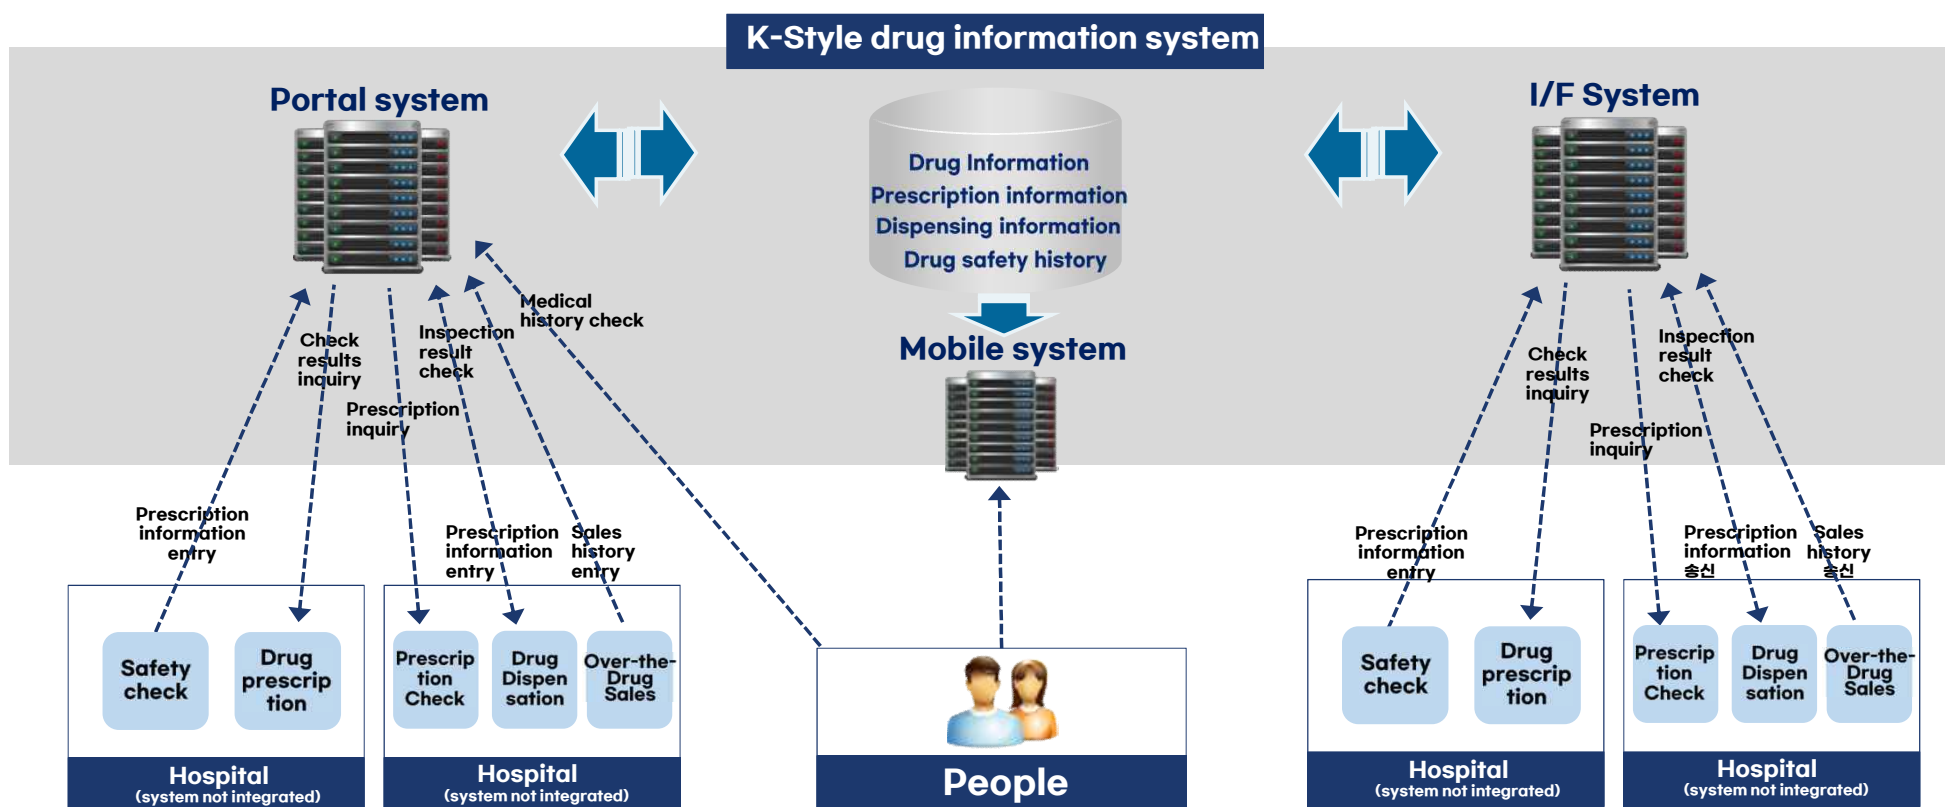 K-Style drug information system
Portal system
I/F System
Drug Information
Prescription information
Dispensing information
Drug safety history
Mobile system
Medical
history check
Check
results
inquiry
Inspection
result
check
Prescription
inquiry
Prescription
information
entry
Prescription
information
entry
Sales
history
entry
Inspection
result
check
Check
results
inquiry
Prescription
inquiry
Prescription
information
entry
Prescription
information
송신
Sales
history
송신
Safety
check
Drug
prescrip
tion
Prescrip
tion
Check
Drug
Dispen
sation
Over-the-
Drug
Sales
Safety
check
Drug
prescrip
tion
Prescrip
tion
Check
Drug
Dispen
sation
Over-the-
Drug
Sales
Hospital
(system not integrated)
Hospital
(system not integrated)
People
Hospital
(system not integrated)
Hospital
(system not integrated)